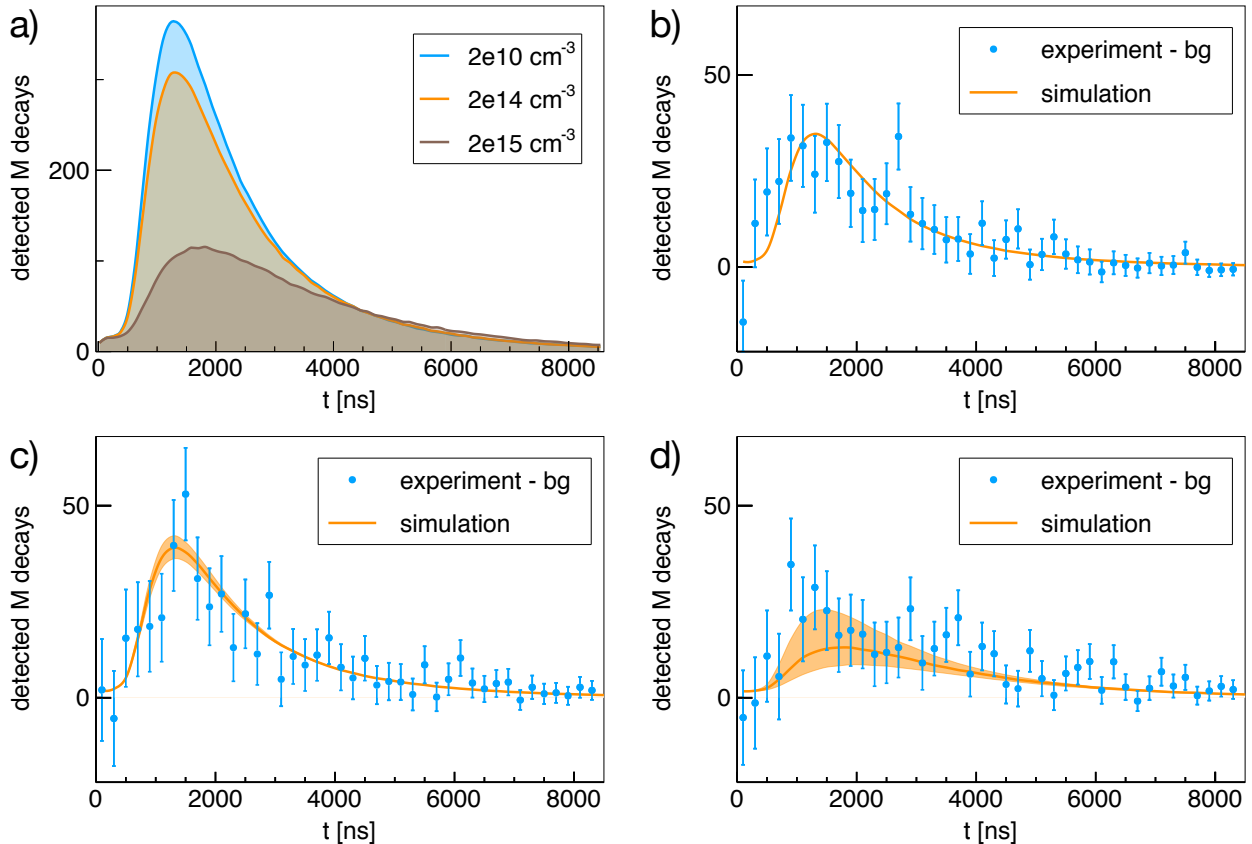 a)
detected M decays
200
0
2e10 cm-3
2e14 cm-3
2e15 cm-3
0 2000 4000 6000 8000
t [ns]
b)
detected M decays
50
0
experiment - bg
simulation
0 2000 4000 6000 8000
t [ns]
c)
detected M decays
50
0
experiment - bg
simulation
0 2000 4000 6000 8000
t [ns]
d)
detected M decays
50
0
experiment - bg
simulation
0 2000 4000 6000 8000
t [ns]